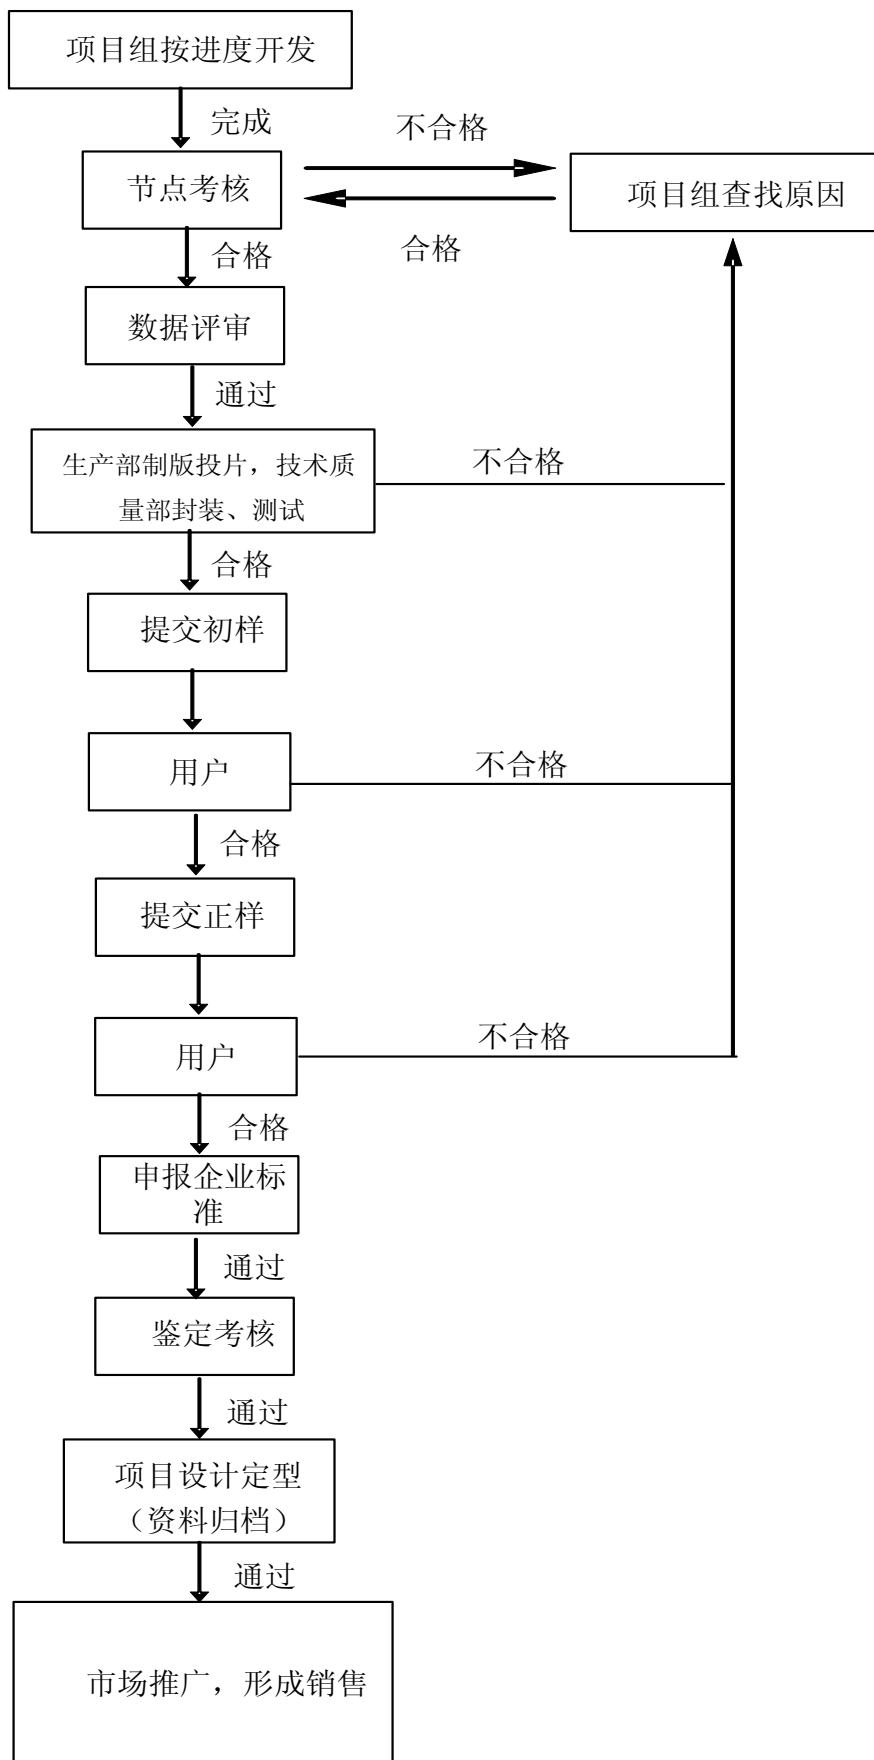 项目组按进度开发
完成
不合格
节点考核
项目组查找原因
合格
合格
数据评审
通过
生产部制版投片，技术质
量部封装、测试
不合格
合格
提交初样
用户
不合格
合格
提交正样
用户
不合格
合格
申报企业标
准
通过
鉴定考核
通过
项目设计定型
（资料归档）
通过
市场推广，形成销售